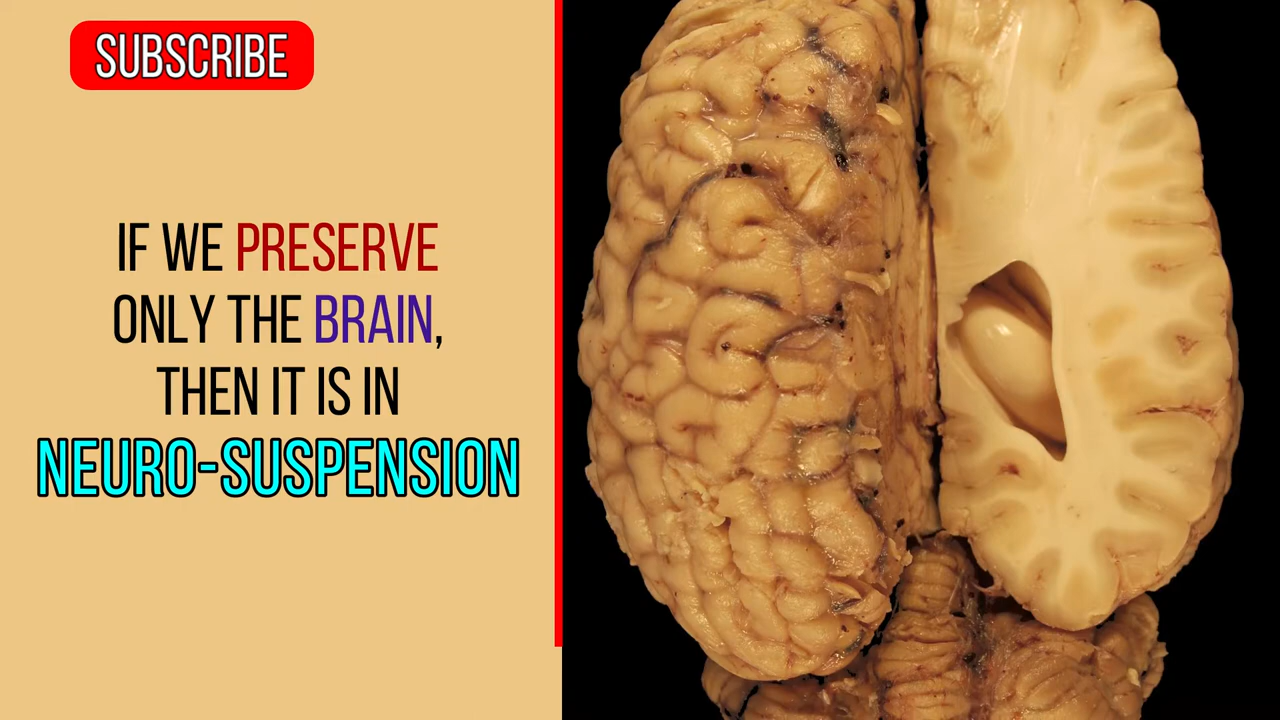 SUBSCRIBE
IF WE PRESERVE
ONLY THE BRAIN,
THEN IT IS IN
NEURO-SUSPENSION